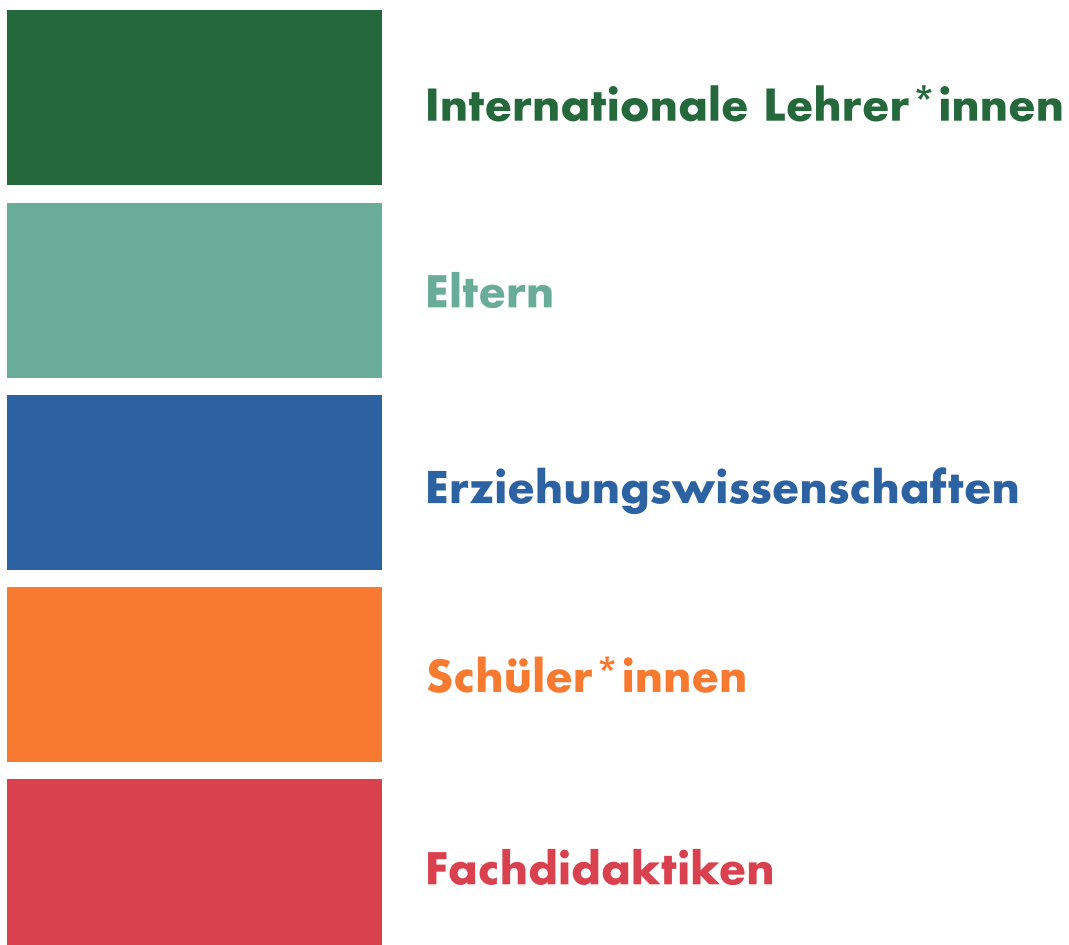 Internationale Lehrer*innen
Eltern
Erziehungswissenschaften
Schüler*innen
Fachdidaktiken